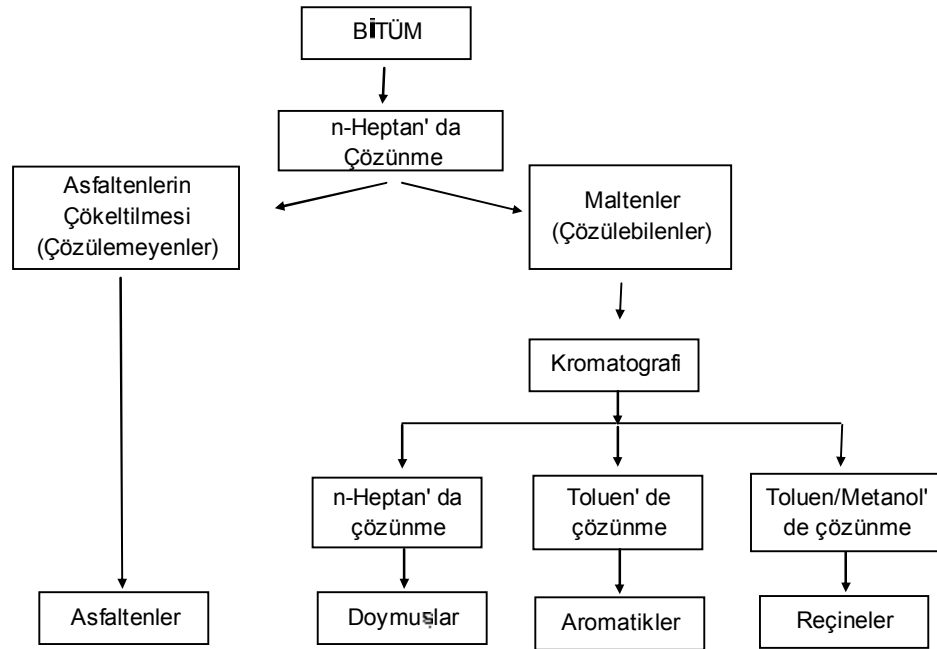 BİTÜM
n-Heptan' da
Çözünme
Asfaltenlerin
Çökeltilmesi
(Çözülemeyenler)
Maltenler
(Çözülebilenler)
Kromatografi
n-Heptan' da
çözünme
Toluen' de
çözünme
Toluen/Metanol'
de çözünme
Asfaltenler
Doymuşlar
Aromatikler
Reçineler